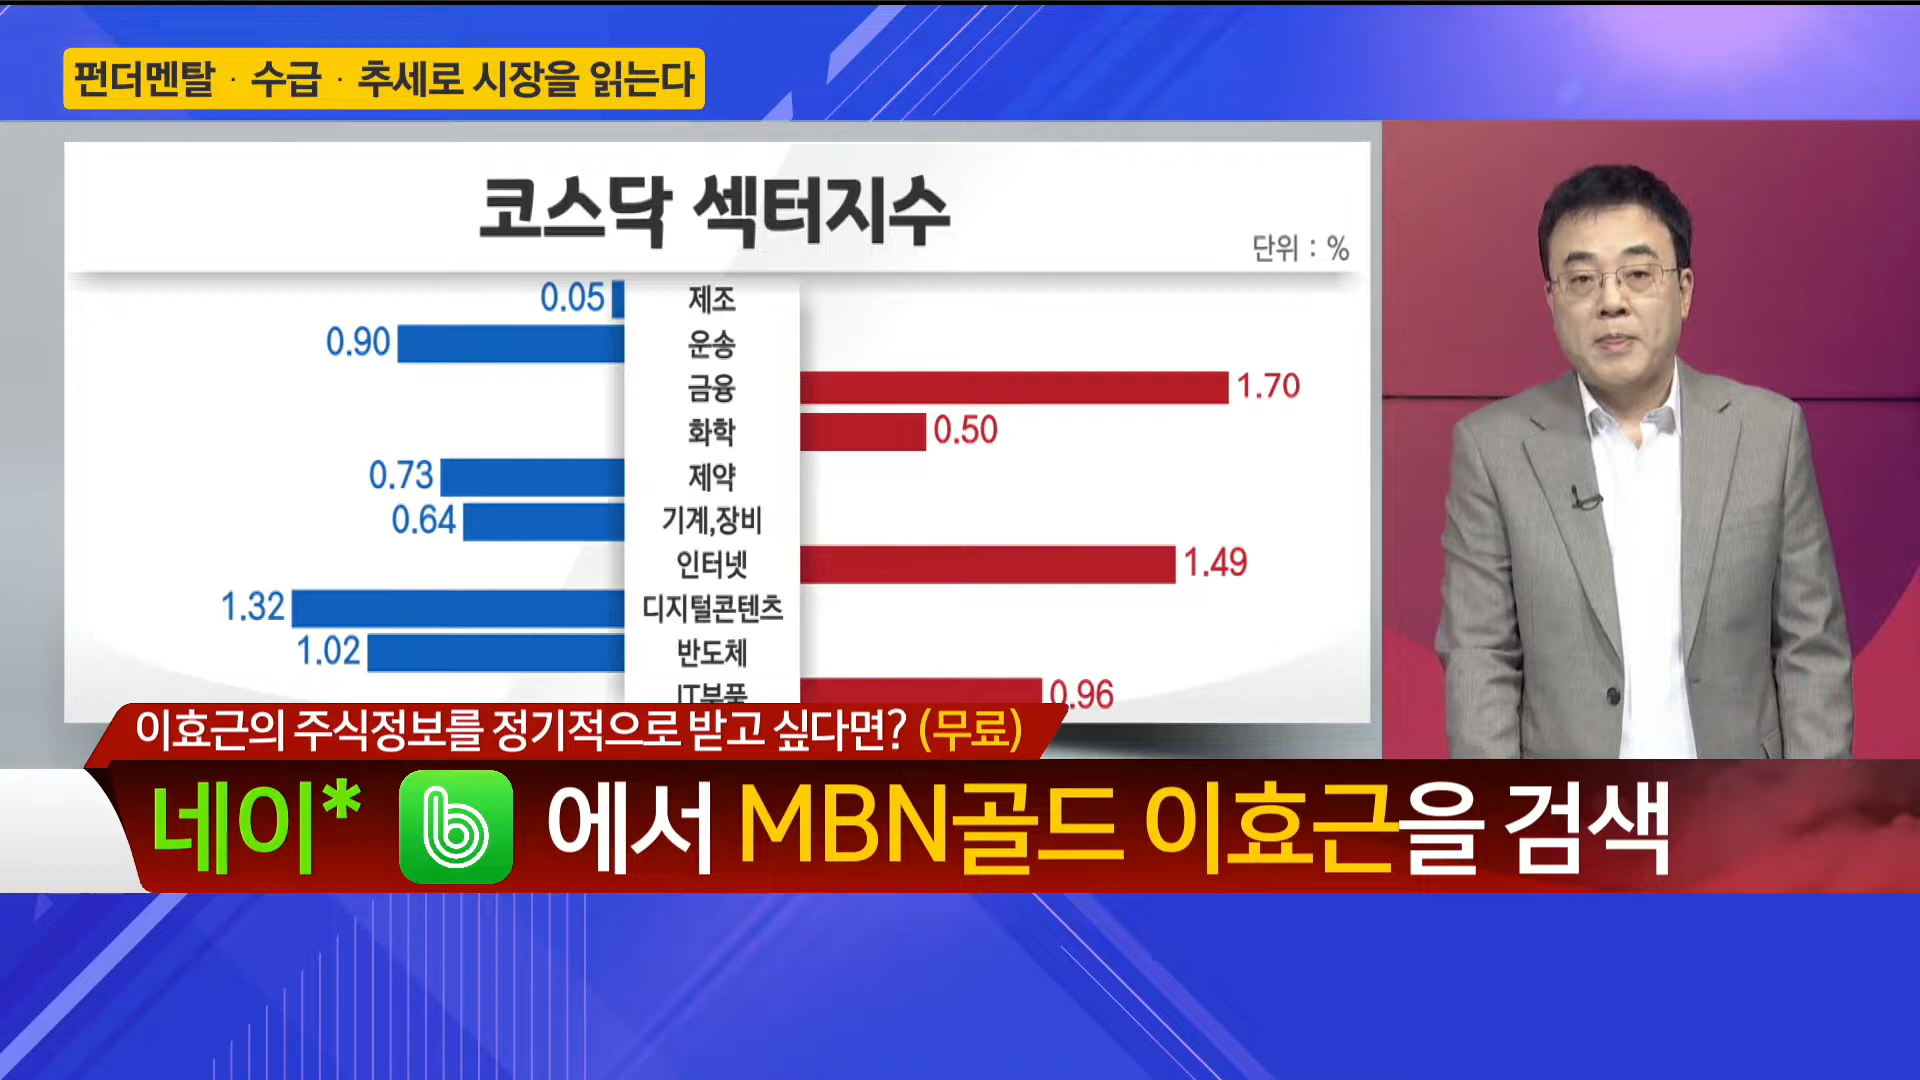 펀더멘탈 · 수급 · 추세로 시장을 읽는다
코스닥 섹터지수
단위 : %
0.05 제조
0.90 운송
금융 1.70
화학 0.50
0.73 제약
0.64 기계,장비
인터넷 1.49
1.32 디지털콘텐츠
1.02 반도체
IT부품 0.96
이효근의 주식정보를 정기적으로 받고 싶다면? (무료)
네이* b 에서 MBN골드 이효근을 검색